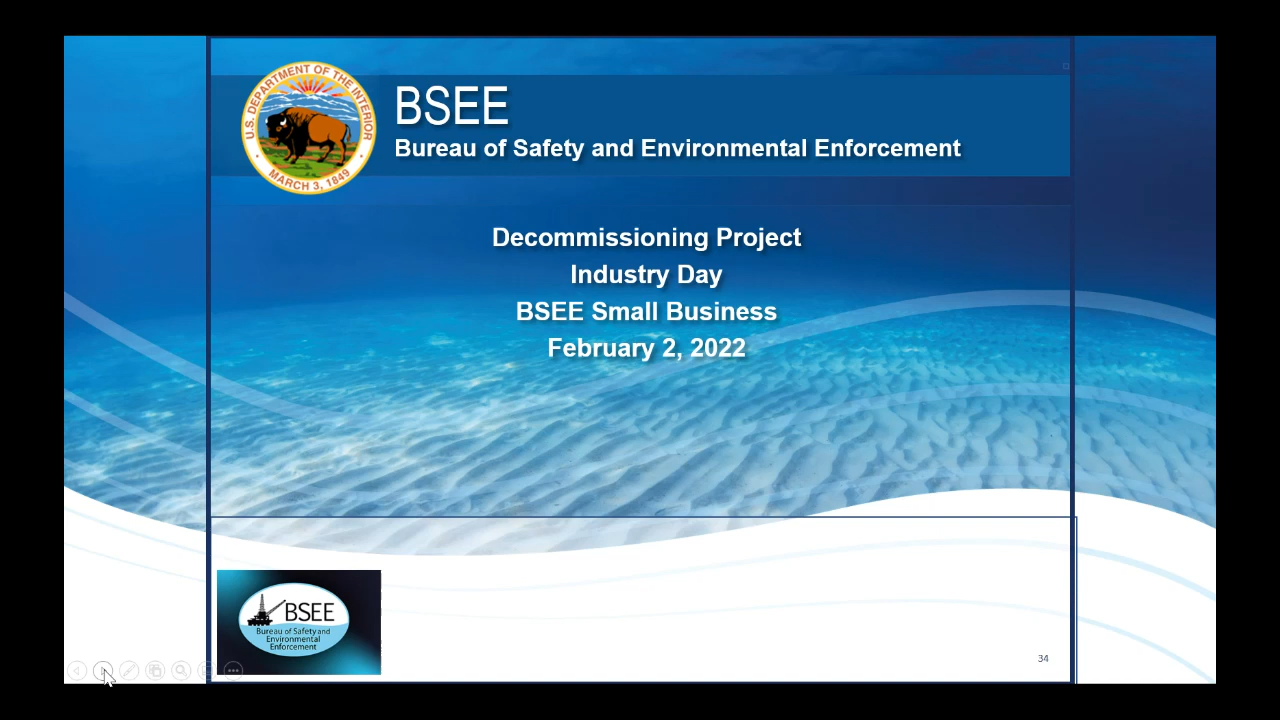 U.S. DEPARTMENT OF THE INTERIOR
MARCH 3, 1849
BSEE
Bureau of Safety and Environmental Enforcement
Decommissioning Project
Industry Day
BSEE Small Business
February 2, 2022
BSEE
Bureau of Safety and
Environmental
Enforcement
34